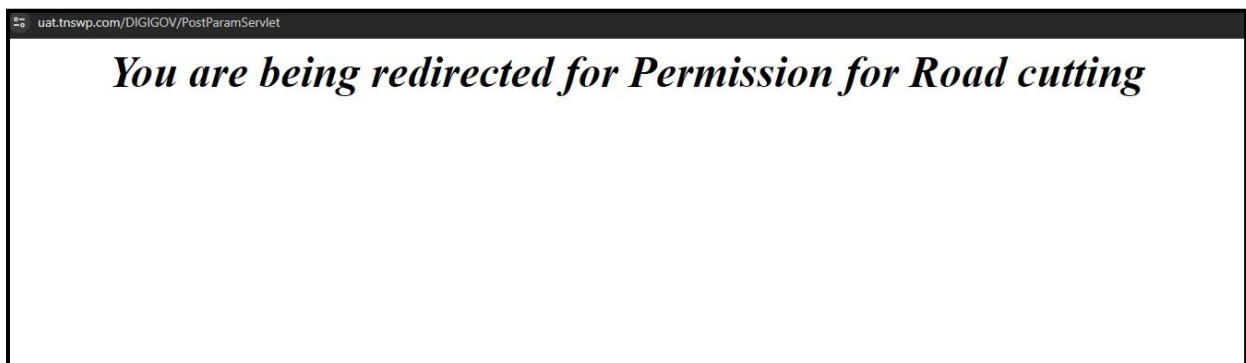 uat.tnswp.com/DIGIGOV/PostParamServlet
You are being redirected for Permission for Road cutting